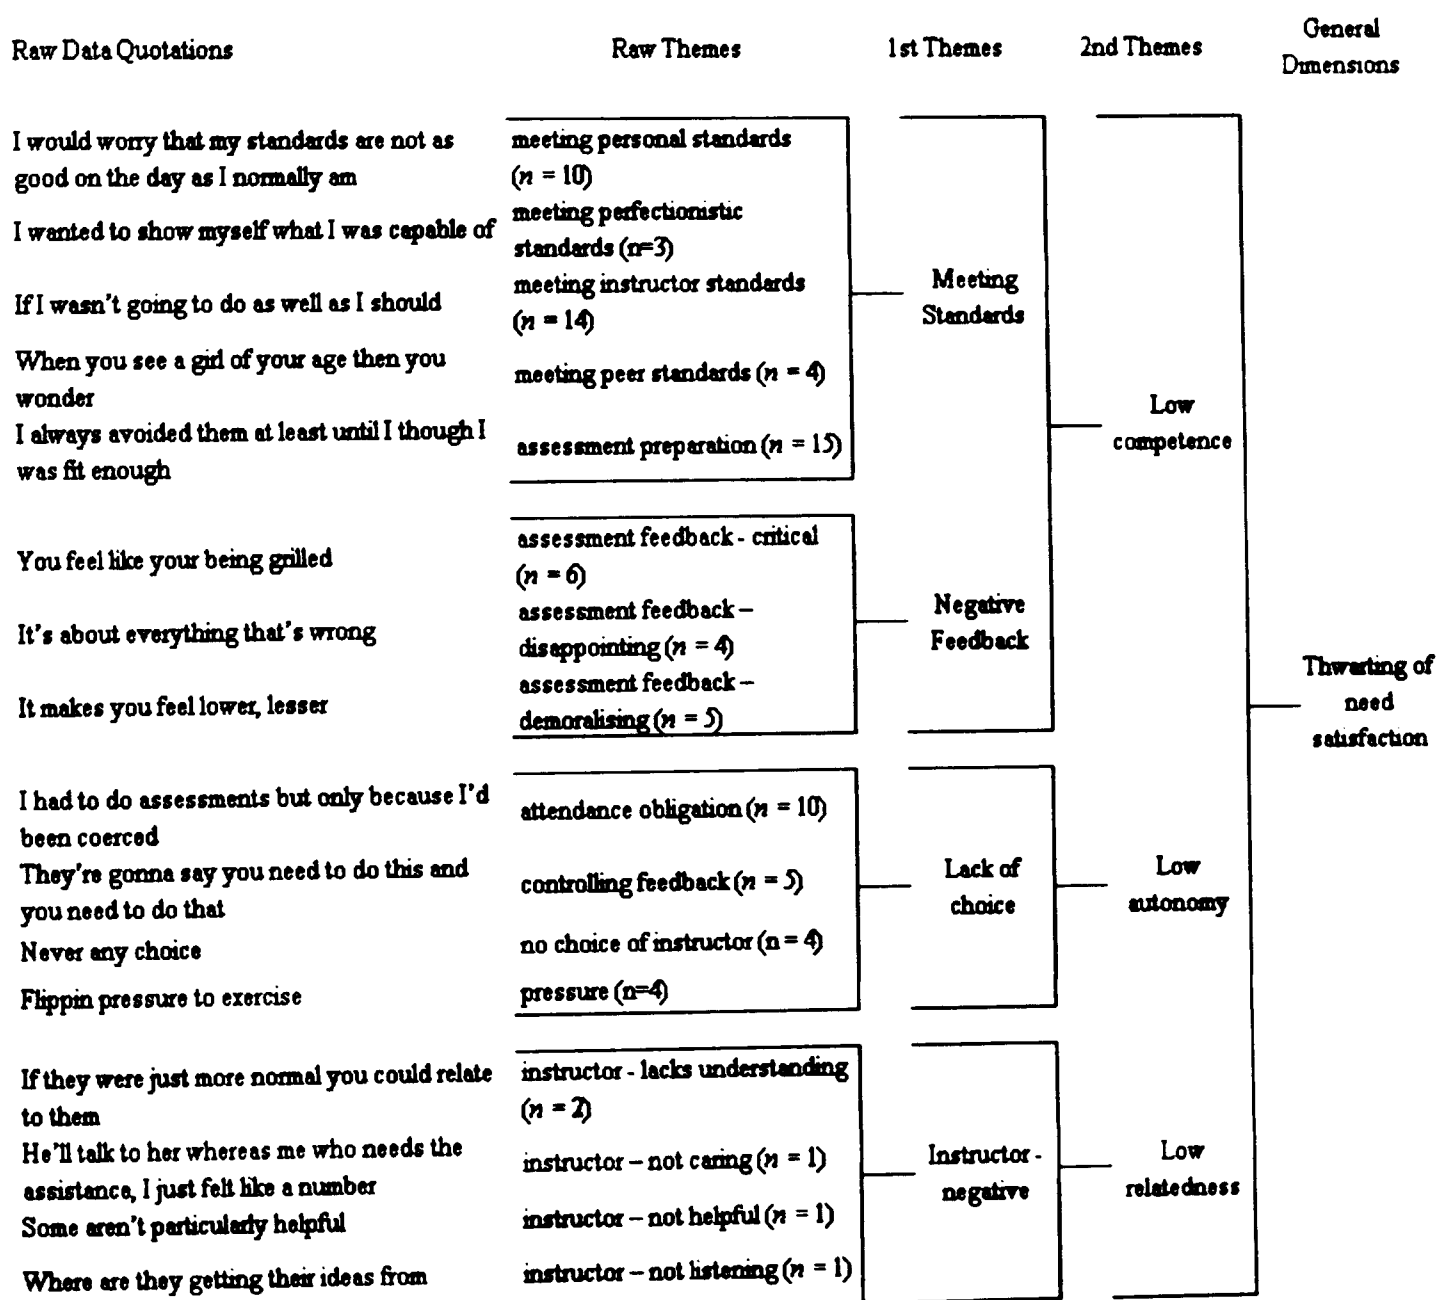 Raw Data Quotations
Raw Themes
1st Themes
2nd Themes
General
Dimensions
I would worry that my standards are not as
good on the day as I normally am
meeting personal standards
(n = 10)
I wanted to show myself what I was capable of
meeting perfectionistic
standards (n=3)
If I wasn't going to do as well as I should
meeting instructor standards
(n = 14)
When you see a girl of your age then you
wonder
meeting peer standards (n = 4)
I always avoided them at least until I though I
was fit enough
assessment preparation (n = 15)
Meeting
Standards
You feel like your being grilled
assessment feedback - critical
(n = 6)
It's about everything that's wrong
assessment feedback –
disappointing (n = 4)
It makes you feel lower, lesser
assessment feedback –
demoralising (n = 5)
Negative
Feedback
Low
competence
I had to do assessments but only because I'd
been coerced
attendance obligation (n = 10)
They're gonna say you need to do this and
you need to do that
controlling feedback (n = 5)
Never any choice
no choice of instructor (n = 4)
Flippin pressure to exercise
pressure (n=4)
Lack of
choice
Low
autonomy
If they were just more normal you could relate
to them
instructor - lacks understanding
(n = 2)
He'll talk to her whereas me who needs the
assistance, I just felt like a number
instructor – not caring (n = 1)
Some aren't particularly helpful
instructor – not helpful (n = 1)
Where are they getting their ideas from
instructor – not listening (n = 1)
Instructor -
negative
Low
relatedness
Thwarting of
need
satisfaction